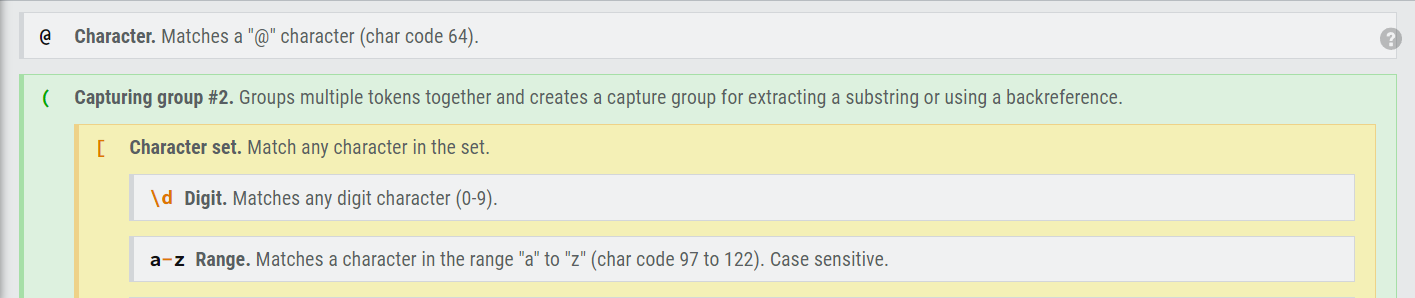 @ Character. Matches a "@" character (char code 64).
?
( Capturing group #2. Groups multiple tokens together and creates a capture group for extracting a substring or using a backreference.
[ Character set. Match any character in the set.
\d Digit. Matches any digit character (0-9).
a-z Range. Matches a character in the range "a" to "z" (char code 97 to 122). Case sensitive.